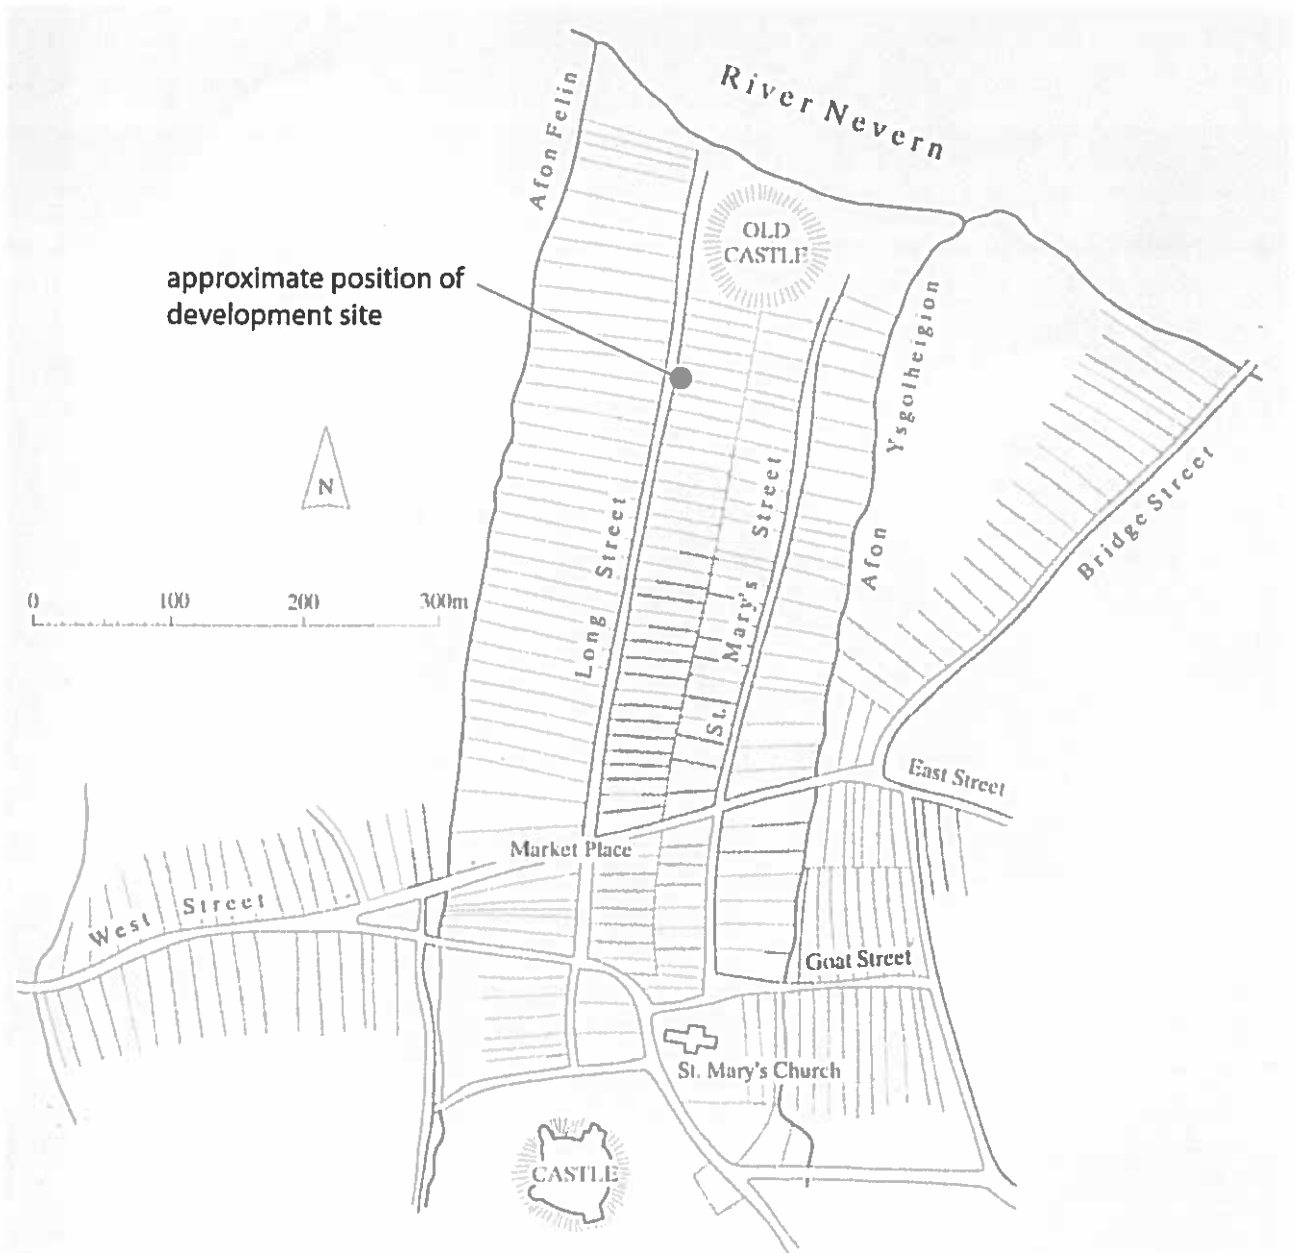 River Nevern
Afon Felin
OLD
CASTLE
approximate position of
development site
Afon Ysgolheigion
N
Long Street
St. Mary's Street
Bridge Street
0 100 200 300m
East Street
Market Place
West Street
Goat Street
St. Mary's Church
CASTLE